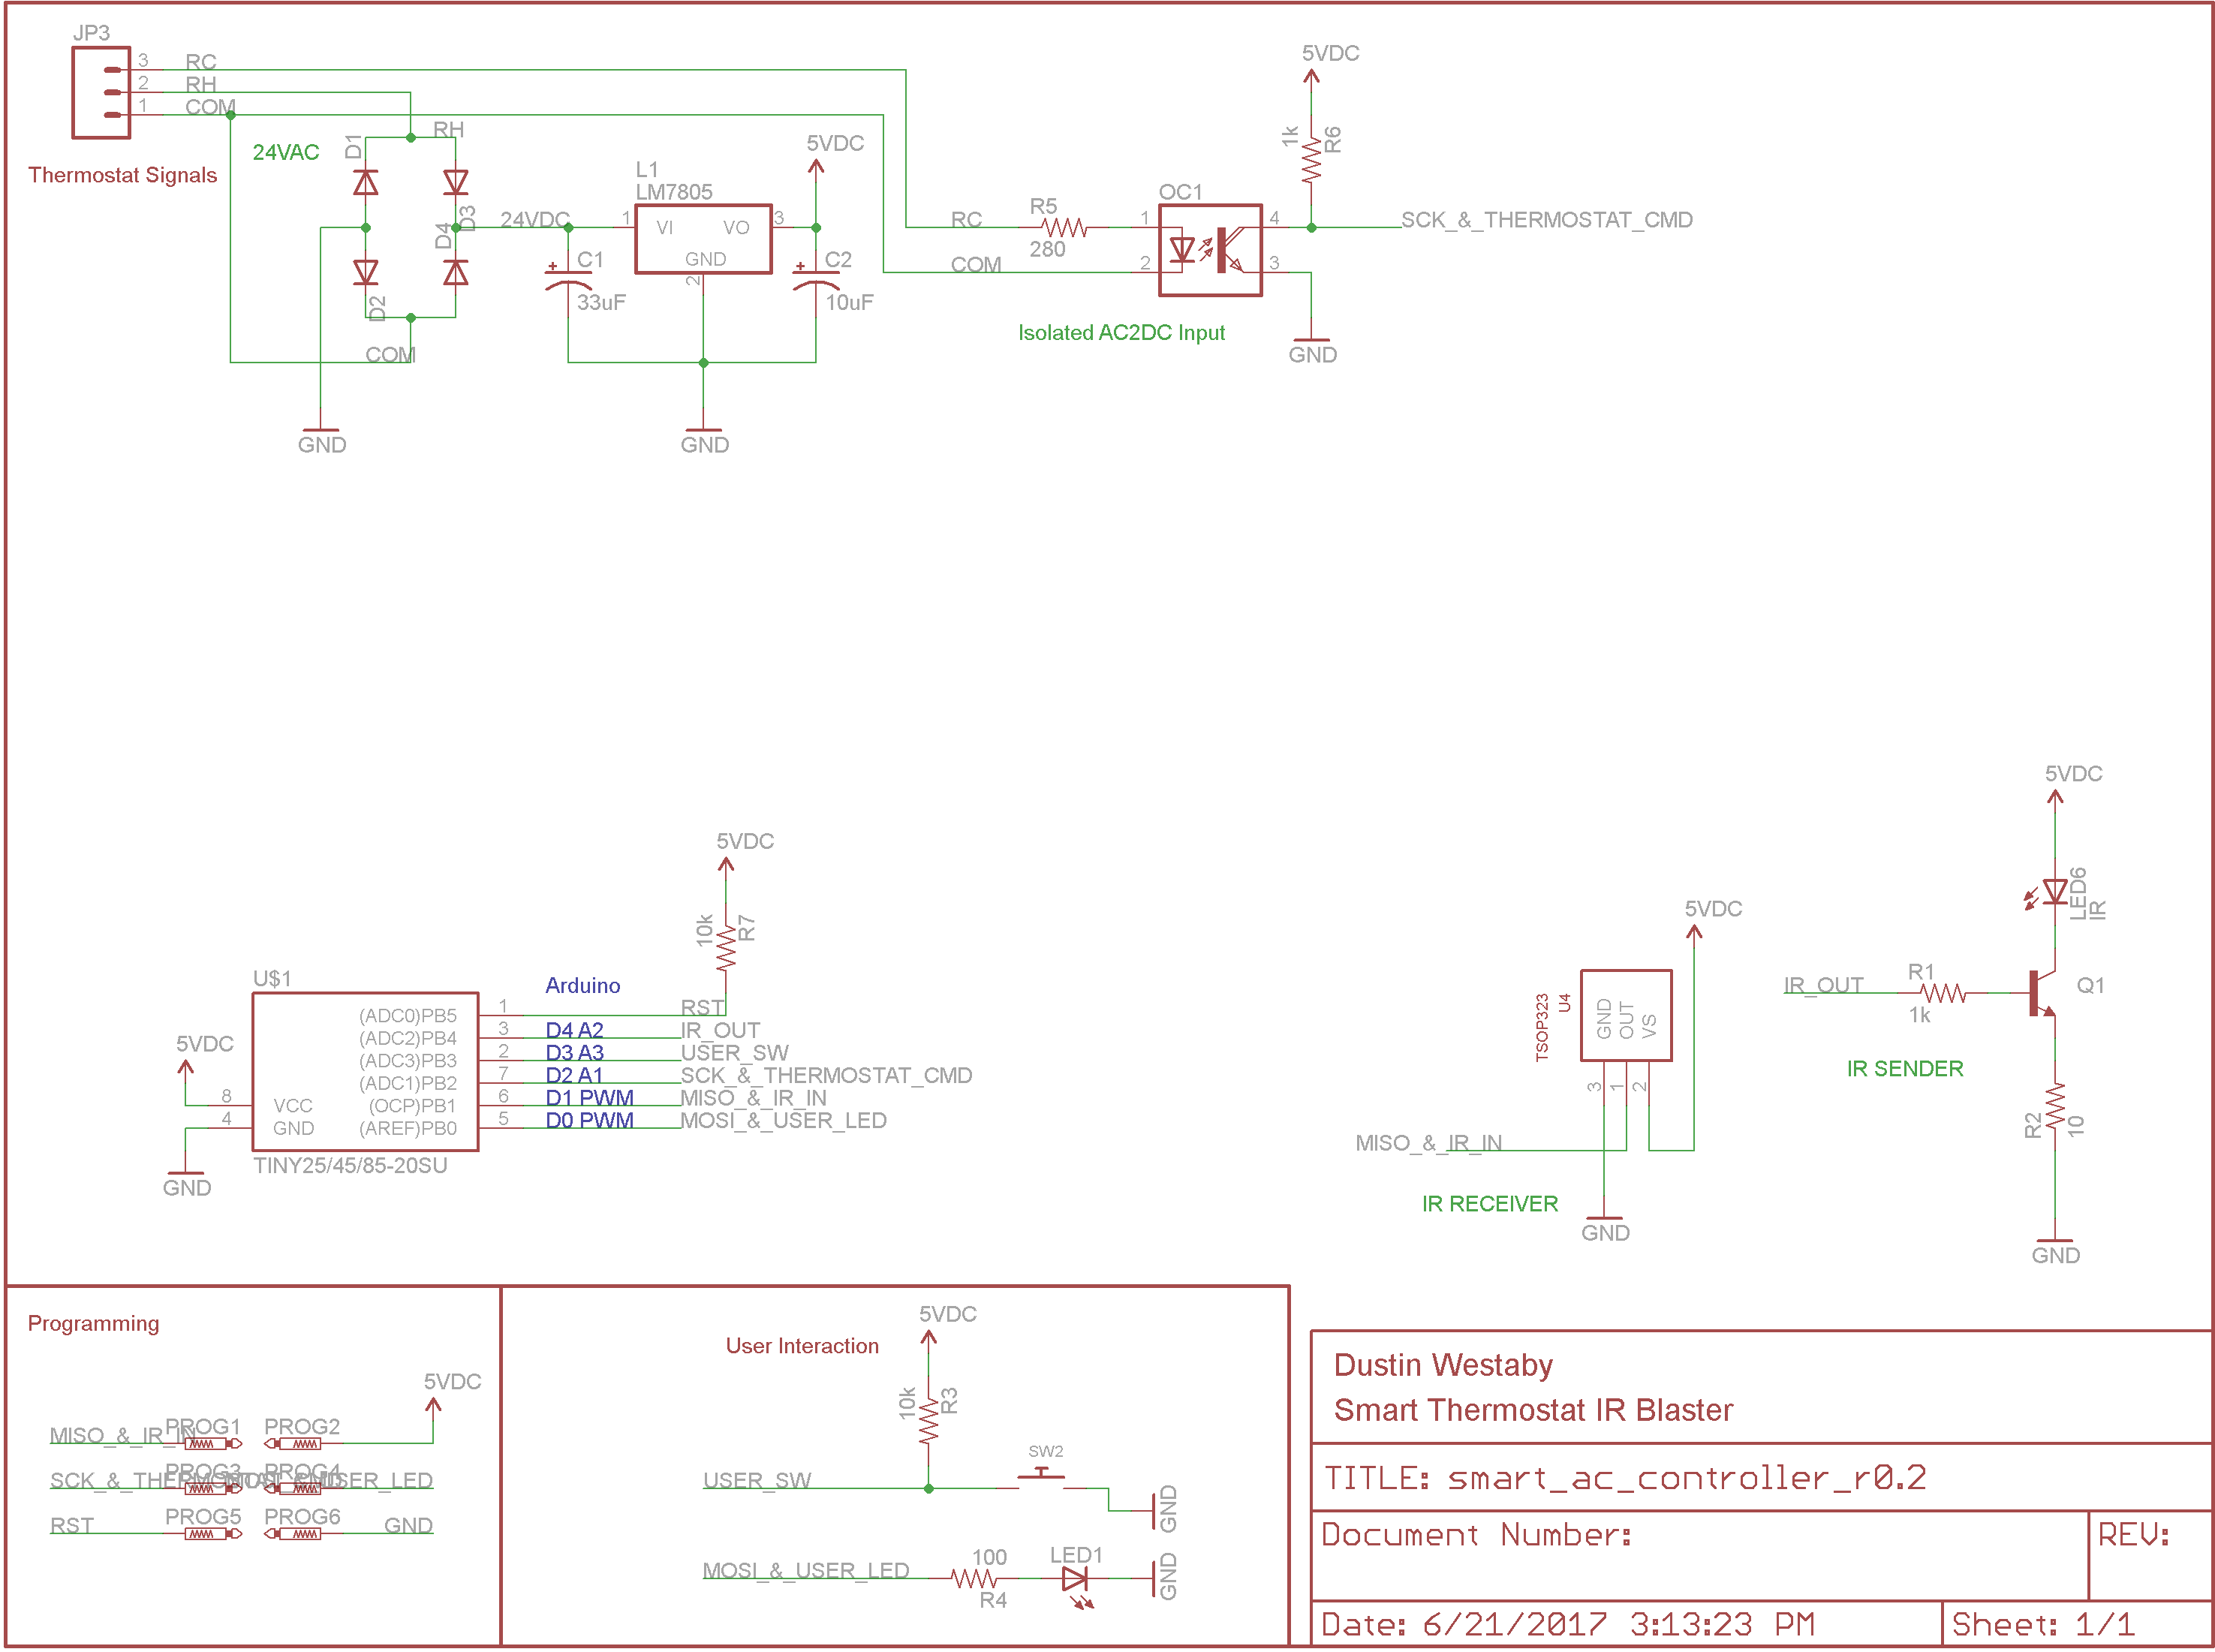 JP3
3 RC
2 RH
1 COM
Thermostat Signals
24VAC
D1
RH
D3
D4
D2
COM
GND
24VDC
C1
33uF
L1
LM7805
1 VI VO 3
GND
2
5VDC
C2
10uF
GND
RC
COM
R5
280
OC1
1
2
4
3
Isolated AC2DC Input
5VDC
1k
R6
SCK_&_THERMOSTAT_CMD
GND
5VDC
10k
R7
U$1
Arduino
(ADC0)PB5 1 RST
(ADC2)PB4 3 D4 A2 IR_OUT
(ADC3)PB3 2 D3 A3 USER_SW
(ADC1)PB2 7 D2 A1 SCK_&_THERMOSTAT_CMD
(OCP)PB1 6 D1 PWM MISO_&_IR_IN
(AREF)PB0 5 D0 PWM MOSI_&_USER_LED
5VDC
8 VCC
4 GND
GND
TINY25/45/85-20SU
5VDC
TSOP323
U4
GND
OUT
VS
3
1
2
MISO_&_IR_IN
IR RECEIVER
GND
5VDC
LED6
IR
IR_OUT
R1
1k
Q1
IR SENDER
R2
10
GND
Programming
5VDC
MISO_&_IR_IN PROG1 PROG2
SCK_&_THERMOSTAT_CMD PROG3 PROG4 MOSI_&_USER_LED
RST PROG5 PROG6 GND
User Interaction
5VDC
10k
R3
USER_SW
SW2
GND
MOSI_&_USER_LED
100
R4
LED1
GND
Dustin Westaby
Smart Thermostat IR Blaster
TITLE: smart_ac_controller_r0.2
Document Number:
REV:
Date: 6/21/2017 3:13:23 PM
Sheet: 1/1